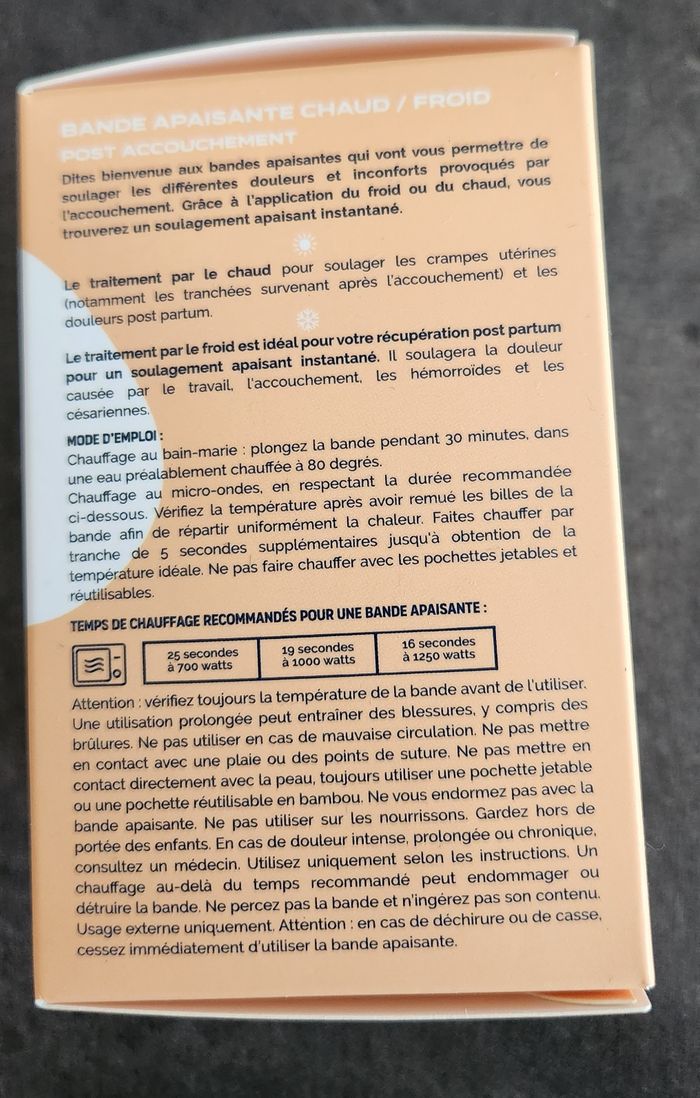 BANDE APAISANTE CHAUD / FROID
POST ACCOUCHEMENT
Dites bienvenue aux bandes apaisantes qui vont vous permettre de
soulager les différentes douleurs et inconforts provoqués par
l'accouchement. Grâce à l'application du froid ou du chaud, vous
trouverez un soulagement apaisant instantané.
Le traitement par le chaud pour soulager les crampes utérines
(notamment les tranchées survenant après l'accouchement) et les
douleurs post partum.
Le traitement par le froid est idéal pour votre récupération post partum
pour un soulagement apaisant instantané. Il soulagera la douleur
causée par le travail, l'accouchement, les hémorroïdes et les
césariennes.
MODE D'EMPLOI :
Chauffage au bain-marie : plongez la bande pendant 30 minutes, dans
une eau préalablement chauffée à 80 degrés.
Chauffage au micro-ondes, en respectant la durée recommandée
ci-dessous. Vérifiez la température après avoir remué les billes de la
bande afin de répartir uniformément la chaleur. Faites chauffer par
tranche de 5 secondes supplémentaires jusqu'à obtention de la
température idéale. Ne pas faire chauffer avec les pochettes jetables et
réutilisables.
TEMPS DE CHAUFFAGE RECOMMANDÉS POUR UNE BANDE APAISANTE :
25 secondes 19 secondes 16 secondes
à 700 watts à 1000 watts à 1250 watts
Attention : vérifiez toujours la température de la bande avant de l'utiliser.
Une utilisation prolongée peut entraîner des blessures, y compris des
brûlures. Ne pas utiliser en cas de mauvaise circulation. Ne pas mettre
en contact avec une plaie ou des points de suture. Ne pas mettre en
contact directement avec la peau, toujours utiliser une pochette jetable
ou une pochette réutilisable en bambou. Ne vous endormez pas avec la
bande apaisante. Ne pas utiliser sur les nourrissons. Gardez hors de
portée des enfants. En cas de douleur intense, prolongée ou chronique,
consultez un médecin. Utilisez uniquement selon les instructions. Un
chauffage au-delà du temps recommandé peut endommager ou
détruire la bande. Ne percez pas la bande et n'ingérez pas son contenu.
Usage externe uniquement. Attention : en cas de déchirure ou de casse,
cessez immédiatement d'utiliser la bande apaisante.